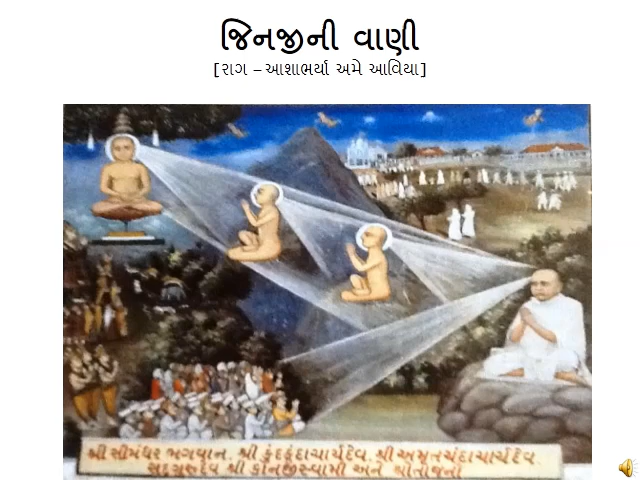 જિનજીની વાણી
[રાગ – આશાભર્યા અમે આવિયા]
શ્રી સીમંધર ભગવાન. શ્રી કુંદકુંદાચાર્યદેવ. શ્રી અમૃતચંદ્રાચાર્યદેવ.
સદ્ગુરુદેવ શ્રી કાનજીસ્વામી અને શ્રોતાજનો